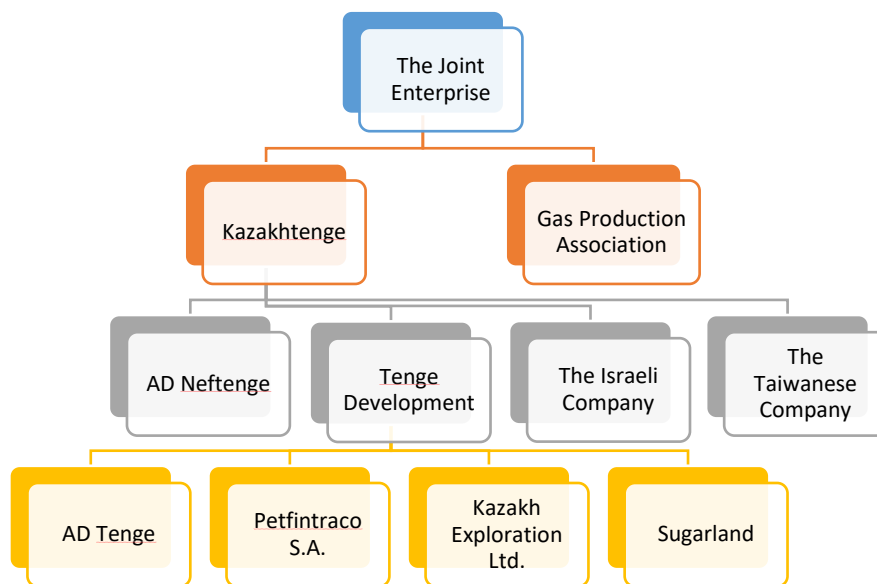 The Joint
Enterprise
Kazakhtenge
Gas Production
Association
AD Neftenge
Tenge
Development
The Israeli
Company
The
Taiwanese
Company
AD Tenge
Petfintraco
S.A.
Kazakh
Exploration
Ltd.
Sugarland